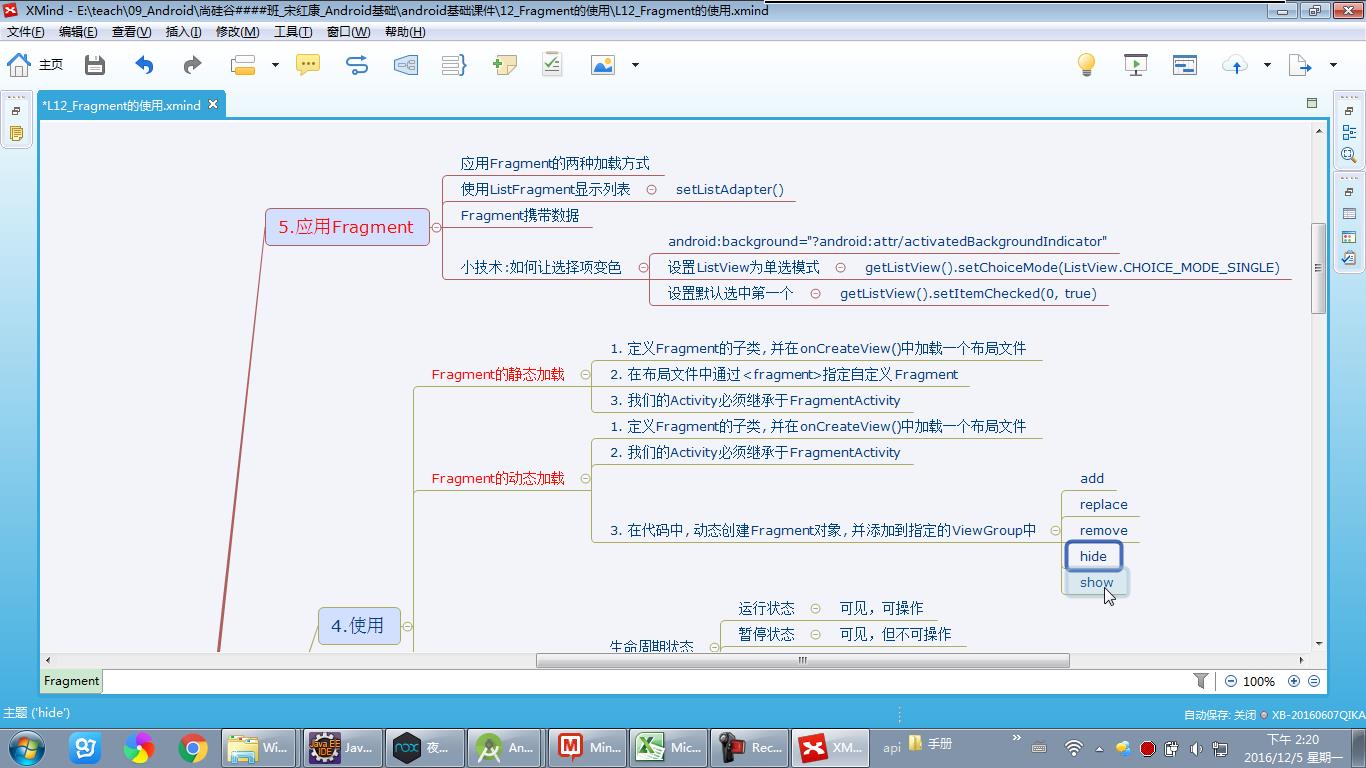 XMind - E:\teach\09_Android\尚硅谷####班_宋红康_Android基础\android基础课件\12_Fragment的使用\L12_Fragment的使用.xmind
文件(F) 编辑(E) 查看(V) 插入(I) 修改(M) 工具(T) 窗口(W) 帮助(H)
主页
*L12_Fragment的使用.xmind
应用Fragment的两种加载方式
使用ListFragment显示列表 setListAdapter()
5.应用Fragment
Fragment携带数据
android:background="?android:attr/activatedBackgroundIndicator"
小技术:如何让选择项变色 设置ListView为单选模式 getListView().setChoiceMode(ListView.CHOICE_MODE_SINGLE)
设置默认选中第一个 getListView().setItemChecked(0, true)
1. 定义Fragment的子类,并在onCreateView()中加载一个布局文件
Fragment的静态加载 2. 在布局文件中通过<fragment>指定自定义Fragment
3. 我们的Activity必须继承于FragmentActivity
1. 定义Fragment的子类,并在onCreateView()中加载一个布局文件
2. 我们的Activity必须继承于FragmentActivity
Fragment的动态加载
add
replace
3. 在代码中,动态创建Fragment对象,并添加到指定的ViewGroup中 remove
hide
show
4.使用
运行状态 可见，可操作
暂停状态 可见，但不可操作
生命周期状态
Fragment 100%
主题 ('hide') 自动保存: 关闭 XB-20160607QIKA
Wi... Jav... 夜... An... Min... Mic... Rec... XM... api 手册 下午 2:20
2016/12/5 星期一